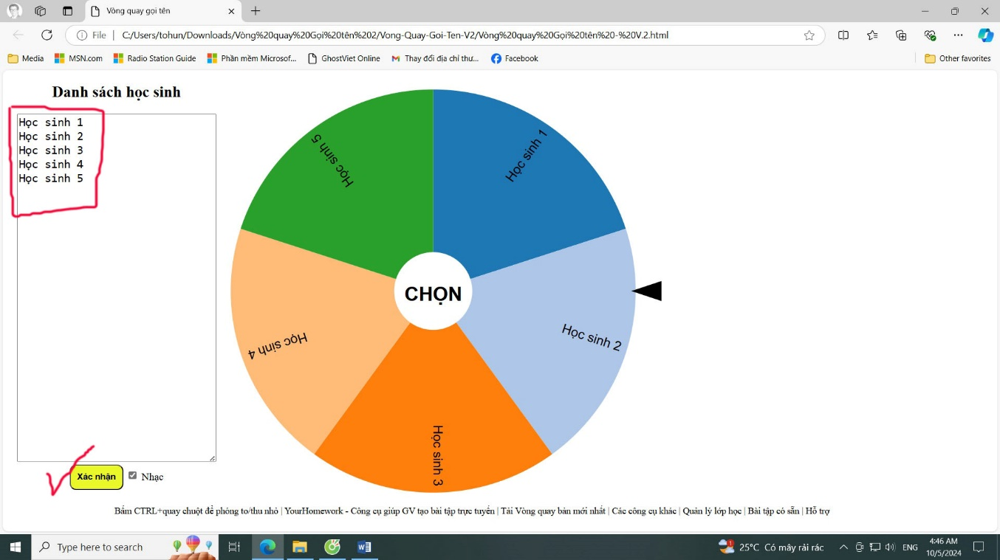 Vòng quay gọi tên
File
C:/Users/tohun/Downloads/Vòng%20quay%20Gọi%20tên%202/Vong-Quay-Goi-Ten-V2/Vòng%20quay%20Gọi%20tên%20-%20V.2.html
Media
MSN.com
Radio Station Guide
Phần mềm Microsof...
GhostViet Online
Thay đổi địa chỉ thư...
Facebook
Other favorites
Danh sách học sinh
Học sinh 1
Học sinh 2
Học sinh 3
Học sinh 4
Học sinh 5
Học sinh 5
Học sinh 1
CHỌN
Học sinh 2
Học sinh 4
Học sinh 3
Xác nhận
Nhạc
Bấm CTRL+quay chuột để phóng to/thu nhỏ | YourHomework - Công cụ giúp GV tạo bài tập trực tuyến | Tải Vòng quay bản mới nhất | Các công cụ khác | Quản lý lớp học | Bài tập có sẵn | Hỗ trợ
Type here to search
1
25°C Có mây rải rác
ENG
4:46 AM
10/5/2024